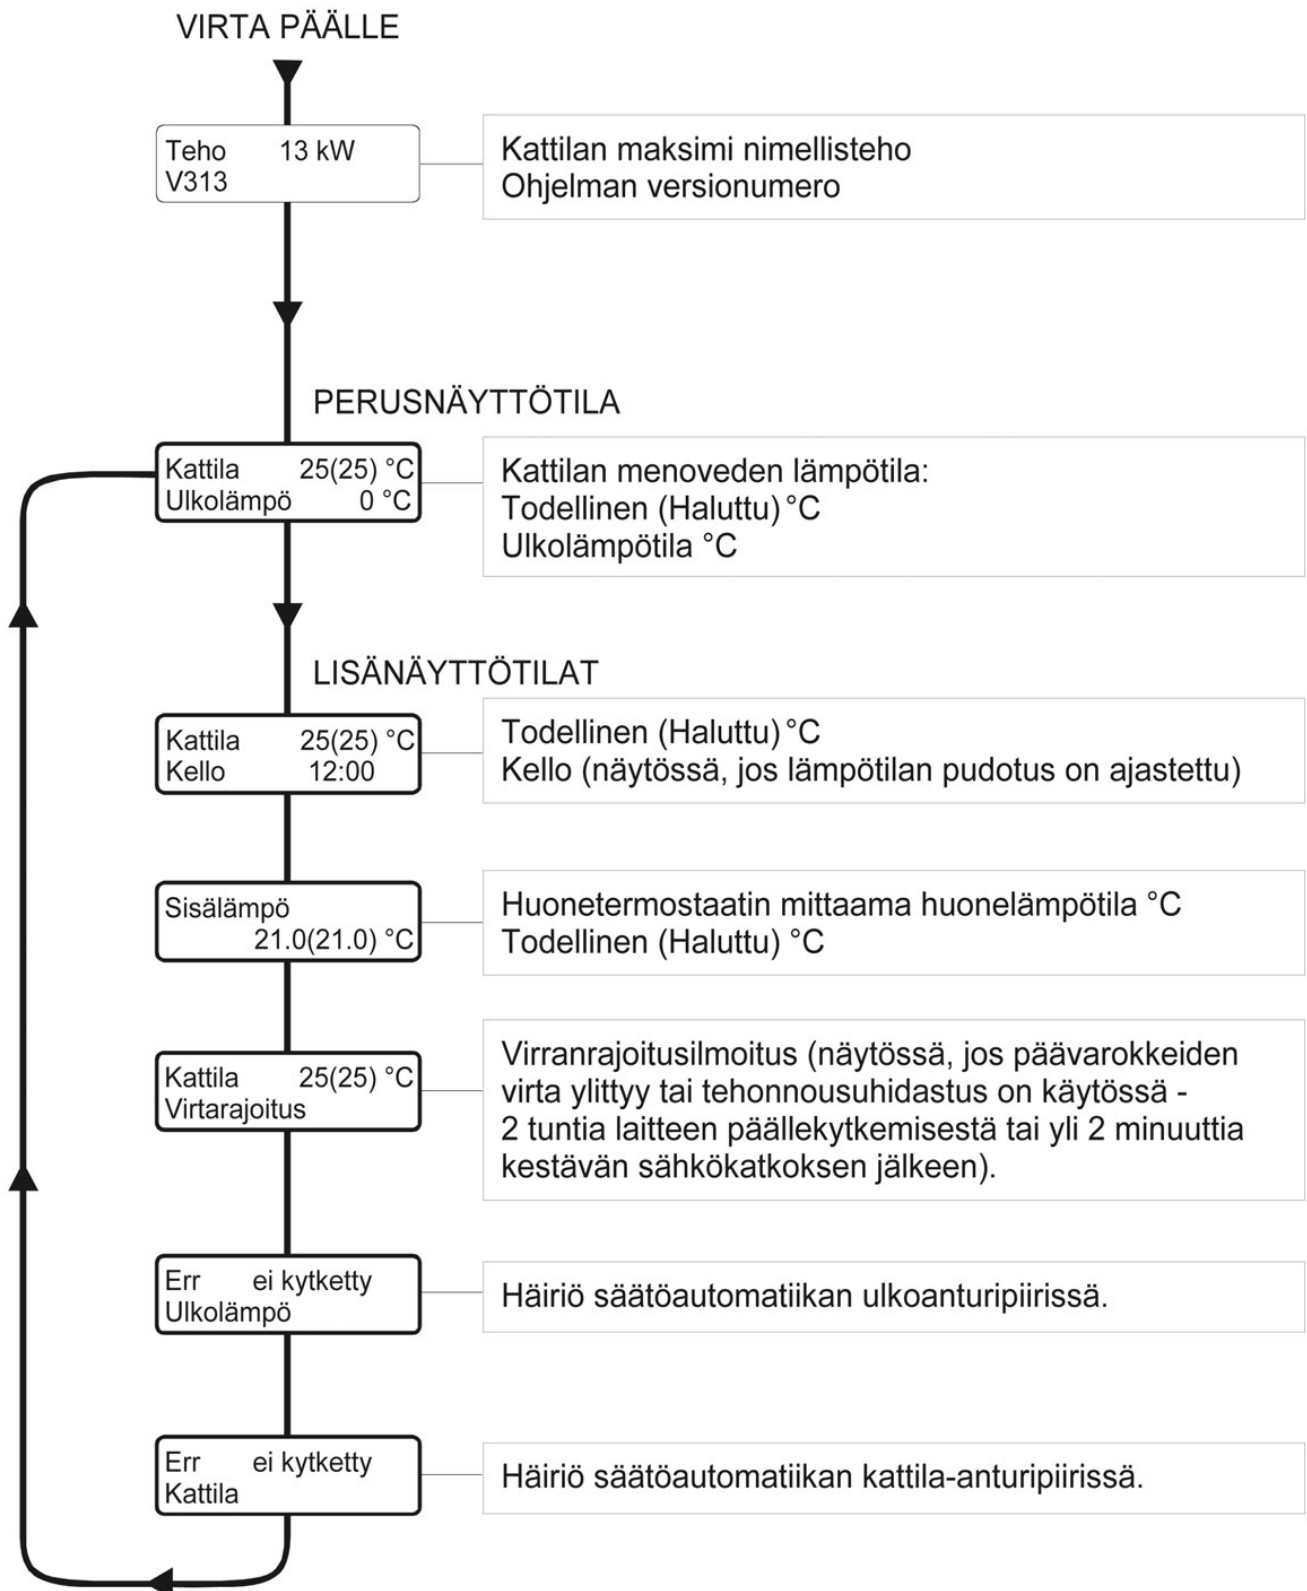 VIRTA PÄÄLLE
Teho 13 kW
V313
Kattilan maksimi nimellisteho
Ohjelman versionumero
PERUSNÄYTTÖTILA
Kattila 25(25) °C
Ulkolämpö 0 °C
Kattilan menoveden lämpötila:
Todellinen (Haluttu) °C
Ulkolämpötila °C
LISÄNÄYTTÖTILAT
Kattila 25(25) °C
Kello 12:00
Todellinen (Haluttu) °C
Kello (näytössä, jos lämpötilan pudotus on ajastettu)
Sisälämpö
21.0(21.0) °C
Huonetermostaatin mittaama huonelämpötila °C
Todellinen (Haluttu) °C
Kattila 25(25) °C
Virtarajoitus
Virranrajoitusilmoitus (näytössä, jos päävarokkeiden
virta ylittyy tai tehonnousuhidastus on käytössä -
2 tuntia laitteen päällekytkemisestä tai yli 2 minuuttia
kestävän sähkökatkoksen jälkeen).
Err ei kytketty
Ulkolämpö
Häiriö säätöautomatiikan ulkoanturipiirissä.
Err ei kytketty
Kattila
Häiriö säätöautomatiikan kattila-anturipiirissä.